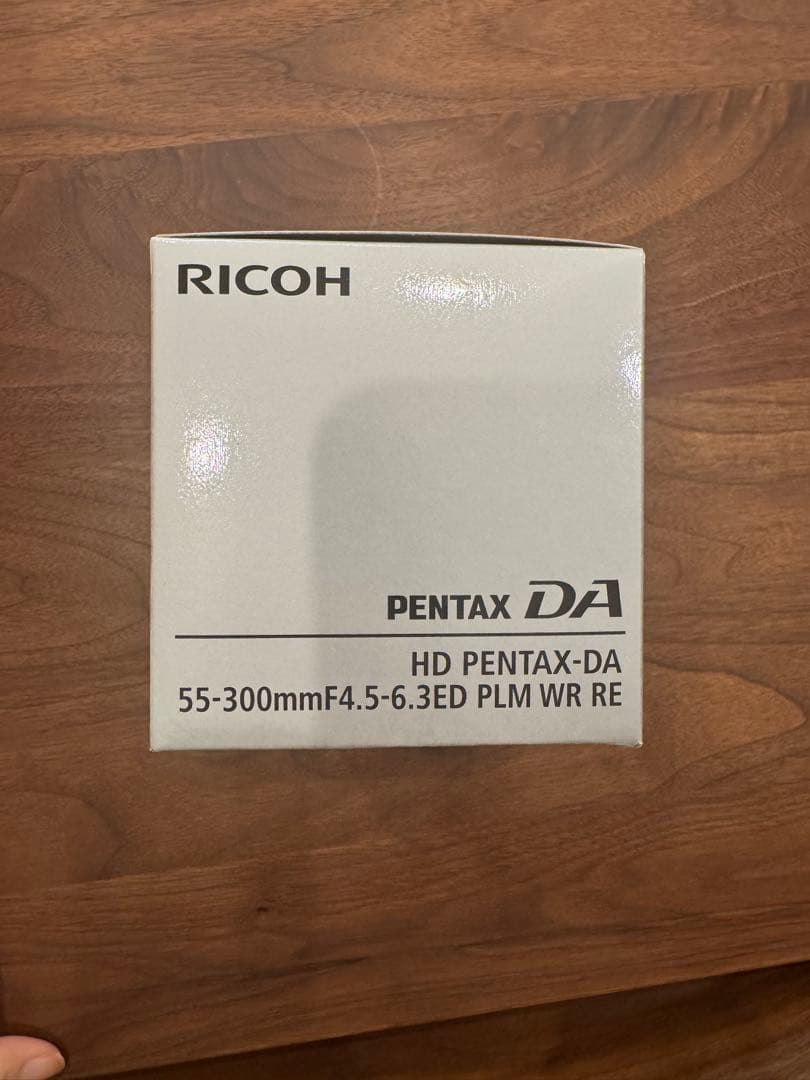 RICOH
PENTAX DA
HD PENTAX-DA
55-300mmF4.5-6.3ED PLM WR RE